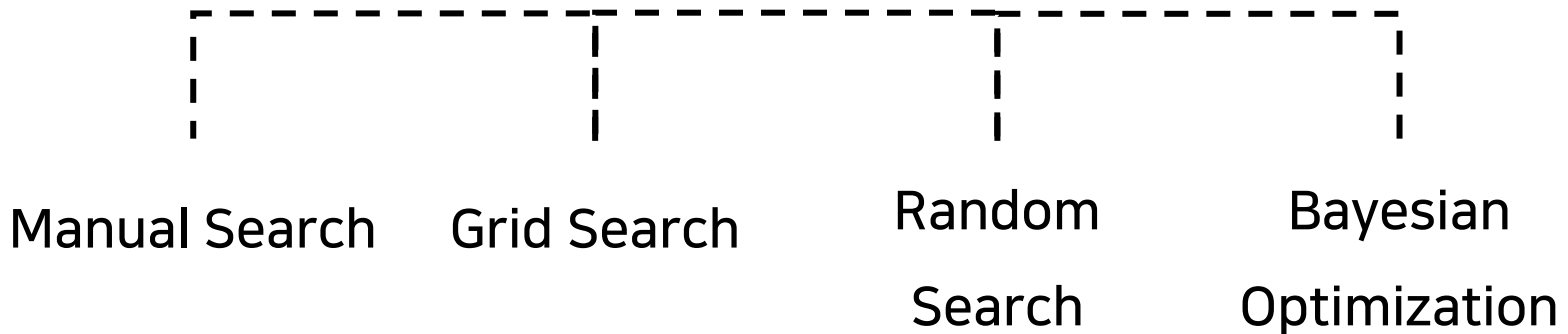 Manual Search
Grid Search
Random
Search
Bayesian
Optimization